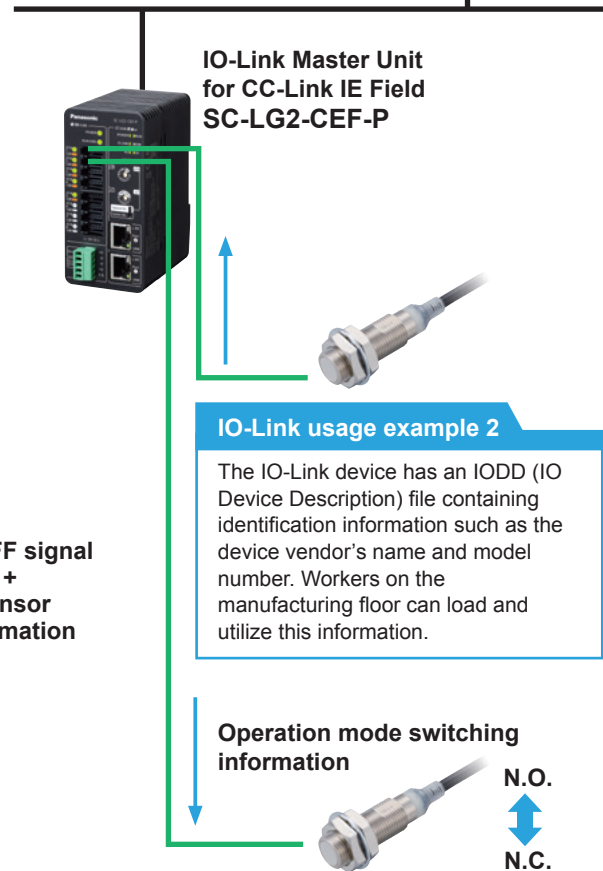 IO-Link Master Unit
for CC-Link IE Field
SC-LG2-CEF-P
Panasonic
IO-Link usage example 2
The IO-Link device has an IODD (IO
Device Description) file containing
identification information such as the
device vendor's name and model
number. Workers on the
manufacturing floor can load and
utilize this information.
FF signal
+
nsor
mation
Operation mode switching
information
N.O.
N.C.